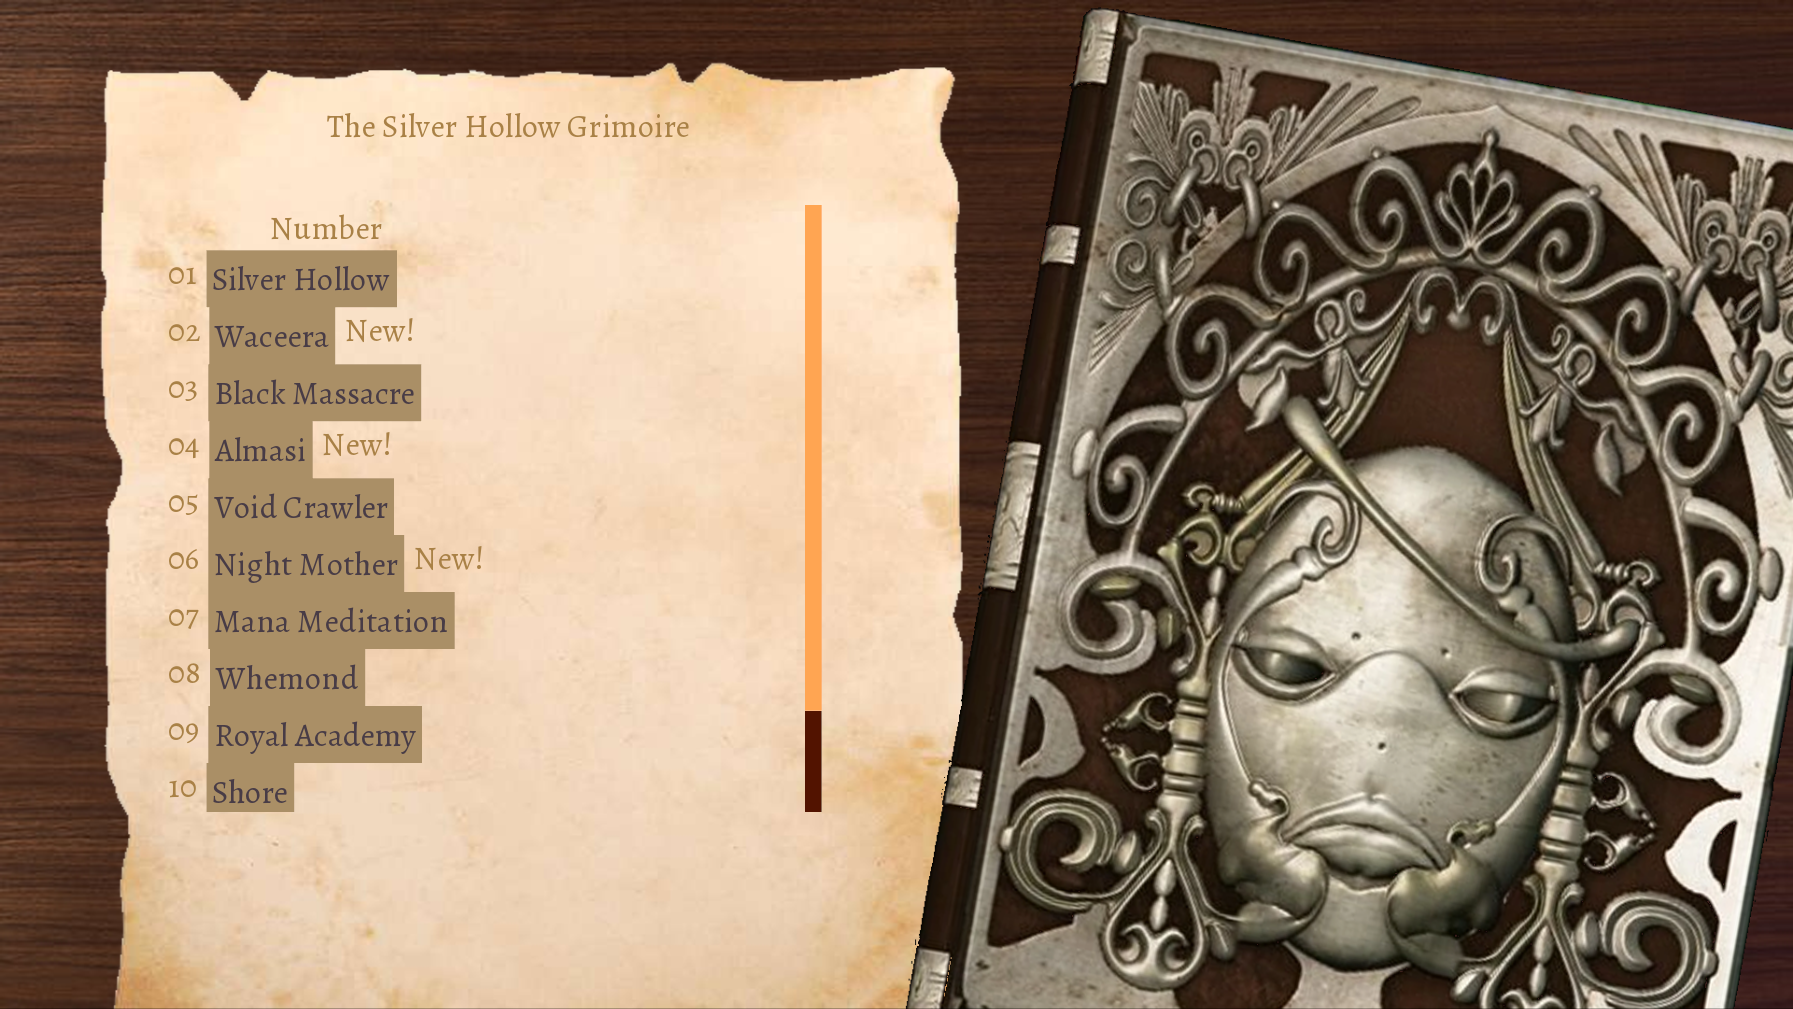 The Silver Hollow Grimoire
Number
01 Silver Hollow
02 Waceera New!
03 Black Massacre
04 Almasi New!
05 Void Crawler
06 Night Mother New!
07 Mana Meditation
08 Whemond
09 Royal Academy
10 Shore